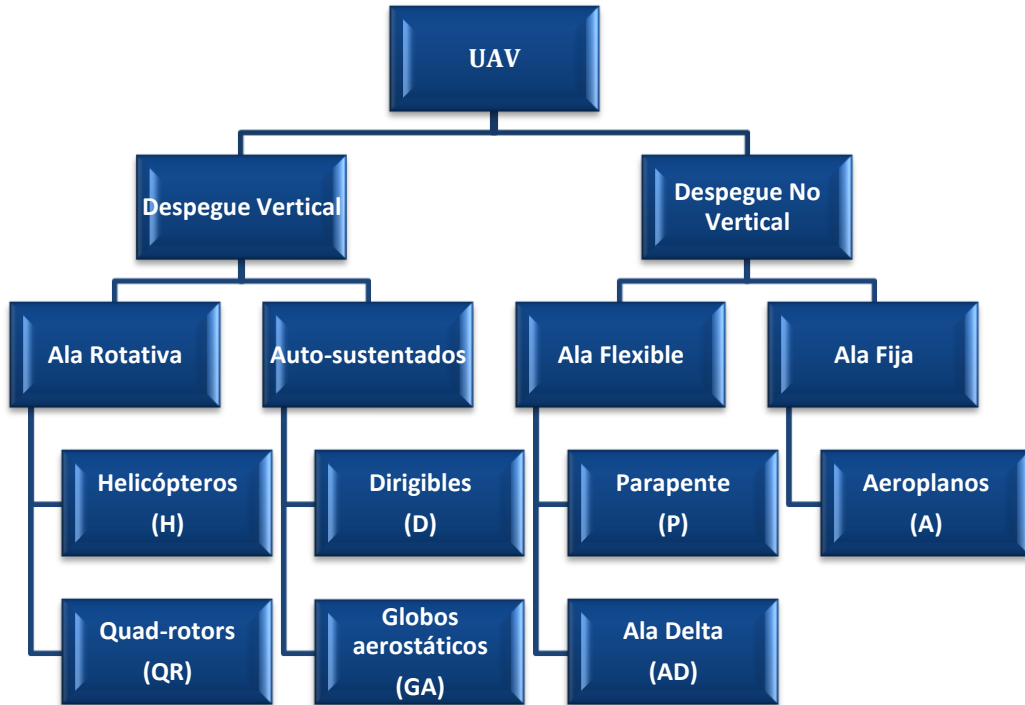 UAV
Despegue Vertical
Despegue No
Vertical
Ala Rotativa
Auto-sustentados
Ala Flexible
Ala Fija
Helicópteros
(H)
Dirigibles
(D)
Parapente
(P)
Aeroplanos
(A)
Quad-rotors
(QR)
Globos
aerostáticos
(GA)
Ala Delta
(AD)